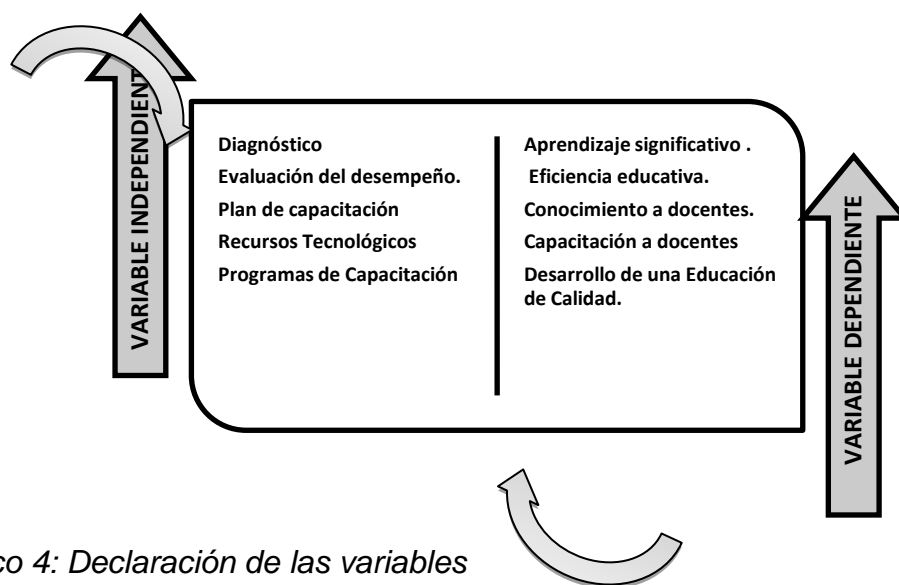 VARIABLE INDEPENDIENT
Diagnóstico
Evaluación del desempeño.
Plan de capacitación
Recursos Tecnológicos
Programas de Capacitación
Aprendizaje significativo .
Eficiencia educativa.
Conocimiento a docentes.
Capacitación a docentes
Desarrollo de una Educación
de Calidad.
VARIABLE DEPENDIENTE
co 4: Declaración de las variables